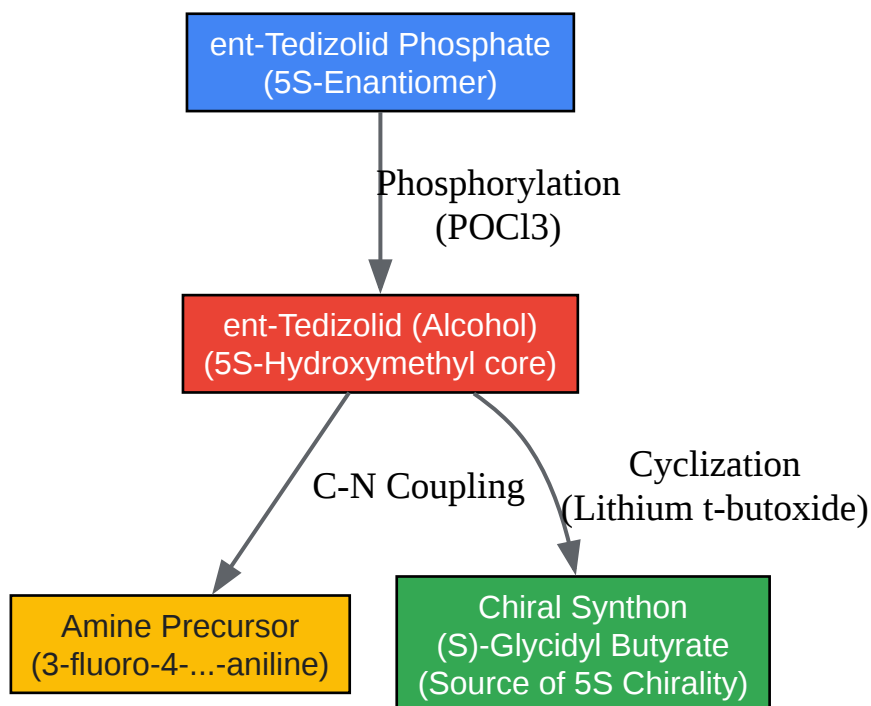 ent-Tedizolid Phosphate
(5S-Enantiomer)
Phosphorylation
(POCl3)
ent-Tedizolid (Alcohol)
(5S-Hydroxymethyl core)
C-N Coupling
Cyclization
(Lithium t-butoxide)
Amine Precursor
(3-fluoro-4-...-aniline)
Chiral Synthon
(S)-Glycidyl Butyrate
(Source of 5S Chirality)